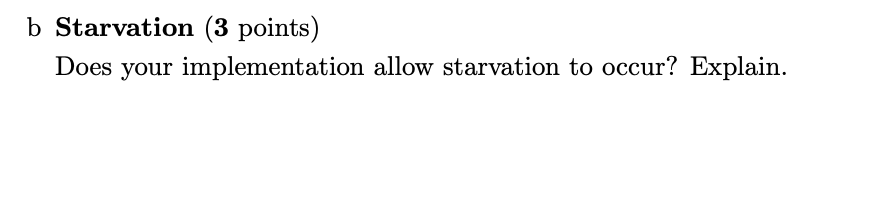 b Starvation (3 points)
Does your implementation allow starvation to occur? Explain.